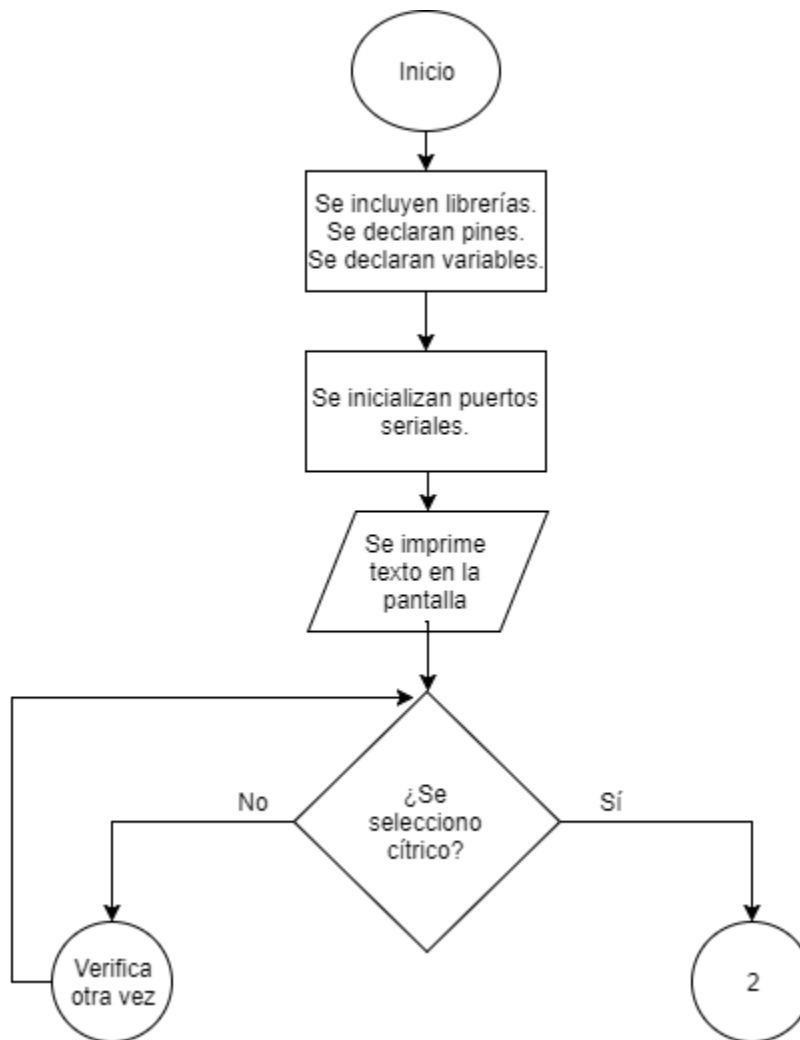 Inicio
Se incluyen librerías.
Se declaran pines.
Se declaran variables.
Se inicializan puertos
seriales.
Se imprime
texto en la
pantalla
¿Se
selecciono
cítrico?
No
Sí
Verifica
otra vez
2